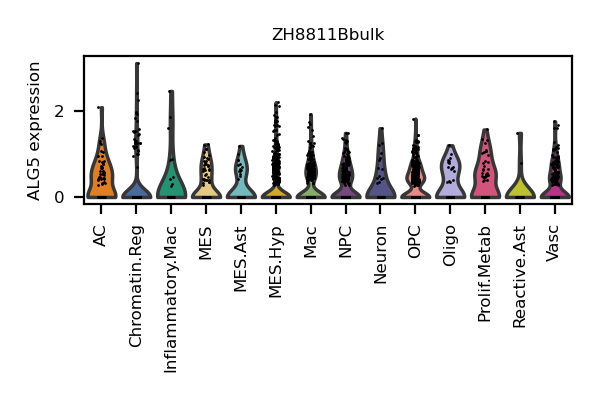 ZH8811Bbulk
ALG5 expression
2
0
AC
Chromatin.Reg
Inflammatory.Mac
MES
MES.Ast
MES.Hyp
Mac
NPC
Neuron
OPC
Oligo
Prolif.Metab
Reactive.Ast
Vasc